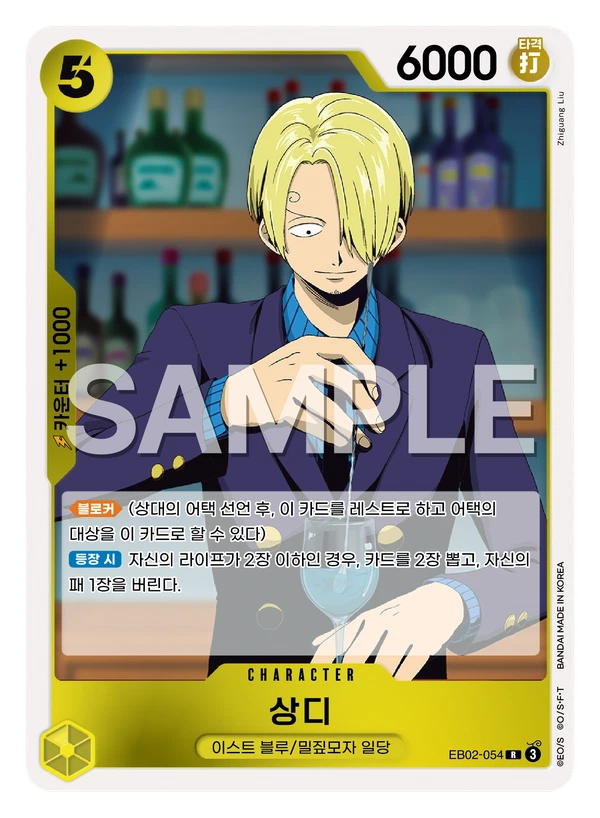 5
6000
타격
打
Zhiguang Liu
카운터 +1000
SAMPLE
블로커 (상대의 어택 선언 후, 이 카드를 레스트로 하고 어택의
대상을 이 카드로 할 수 있다)
등장 시 자신의 라이프가 2장 이하인 경우, 카드를 2장 뽑고, 자신의
패 1장을 버린다.
CHARACTER
상디
이스트 블루/밀짚모자 일당
EB02-054 R 3
©EO/S ©O/S·F·T BANDAI MADE IN KOREA